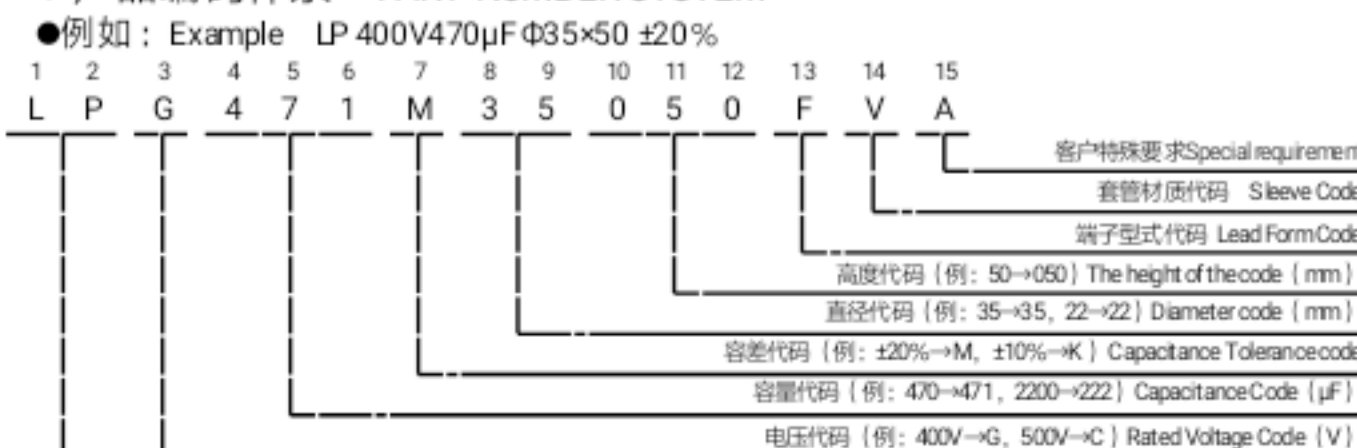 ●例如：Example LP 400V470μFΦ35×50 ±20%
1 2 3 4 5 6 7 8 9 10 11 12 13 14 15
L P G 4 7 1 M 3 5 0 5 0 F V A
客户特殊要求Special requiremen
套管材质代码 Sleeve Code
端子型式代码 Lead Form Code
高度代码（例：50→050）The height of the code（mm）
直径代码（例：35→35，22→22）Diameter code（mm）
容差代码（例：±20%→M，±10%→K）Capacitance Tolerance code
容量代码（例：470→471，2200→222）Capacitance Code（μF）
电压代码（例：400V→G，500V→C）Rated Voltage Code（V）